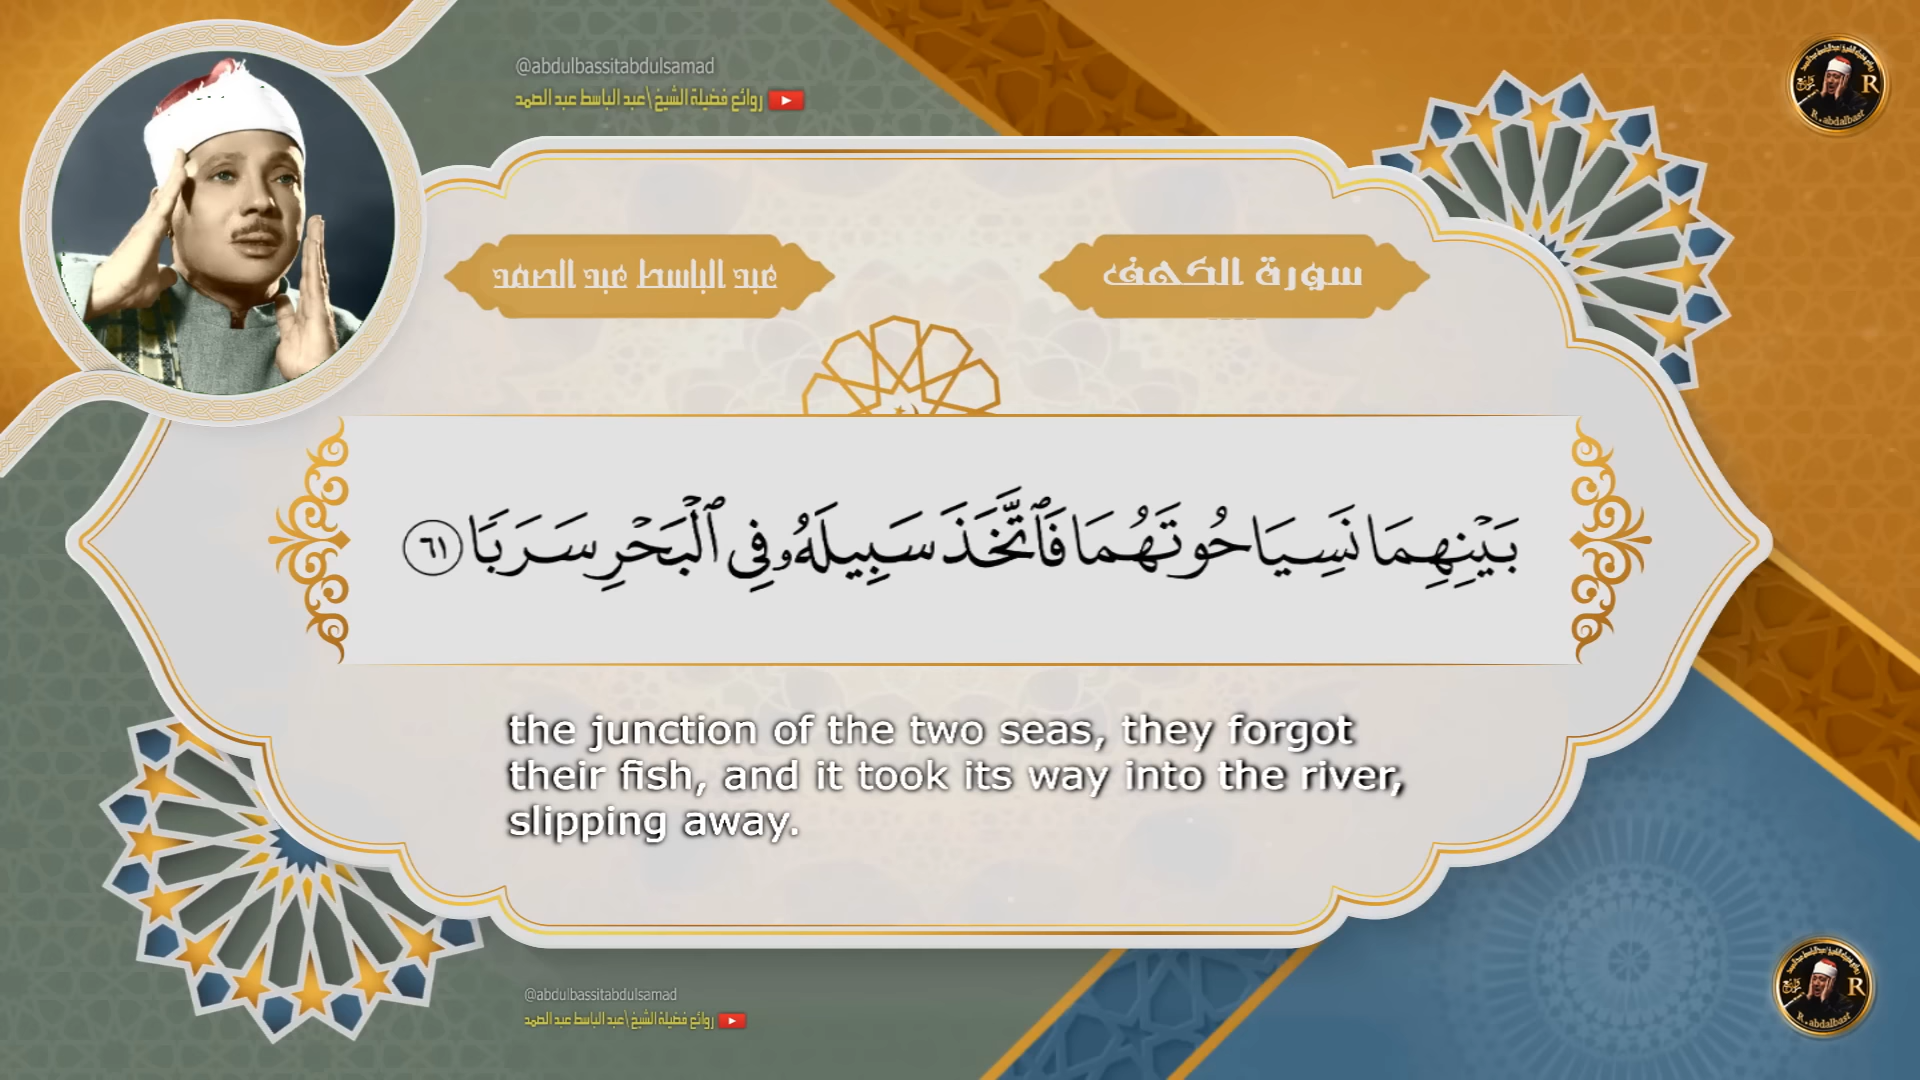 @abdulbassitabdulsamad
روائع فضيلة الشيخ \عبد الباسط عبد الصمد
سورة الكهف
عبد الباسط عبد الصمد
بَيْنِهِمَا نَسِيَا حُوتَهُمَا فَٱتَّخَذَ سَبِيلَهُۥ فِى ٱلْبَحْرِ سَرَبًا ٦١
the junction of the two seas, they forgot
their fish, and it took its way into the river,
slipping away.
@abdulbassitabdulsamad
روائع فضيلة الشيخ \عبد الباسط عبد الصمد
R
R.abdalbast
R
R.abdalbast